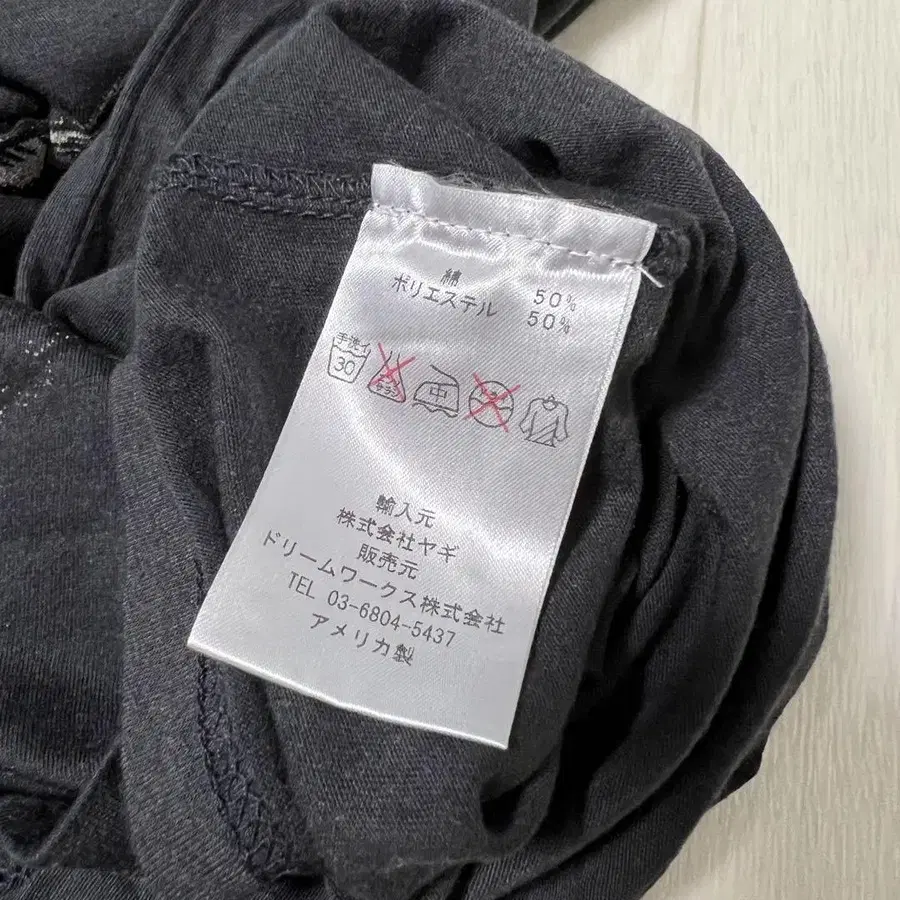 綿 50%
ポリエステル 50%
手洗イ
30
中
輸入元
株式会社ヤギ
販売元
ドリームワークス株式会社
TEL 03-6804-5437
アメリカ製